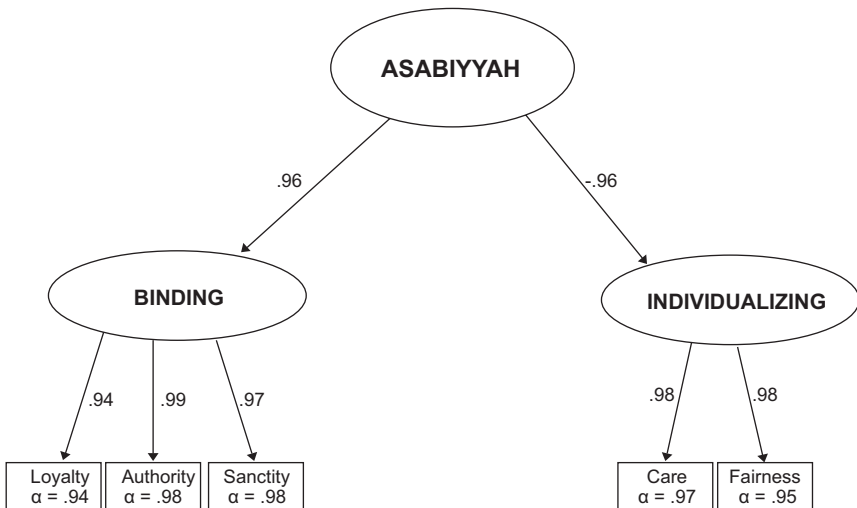 ASABIYYAH
.96
-.96
BINDING
INDIVIDUALIZING
.94
.99
.97
.98
.98
Loyalty
α = .94
Authority
α = .98
Sanctity
α = .98
Care
α = .97
Fairness
α = .95